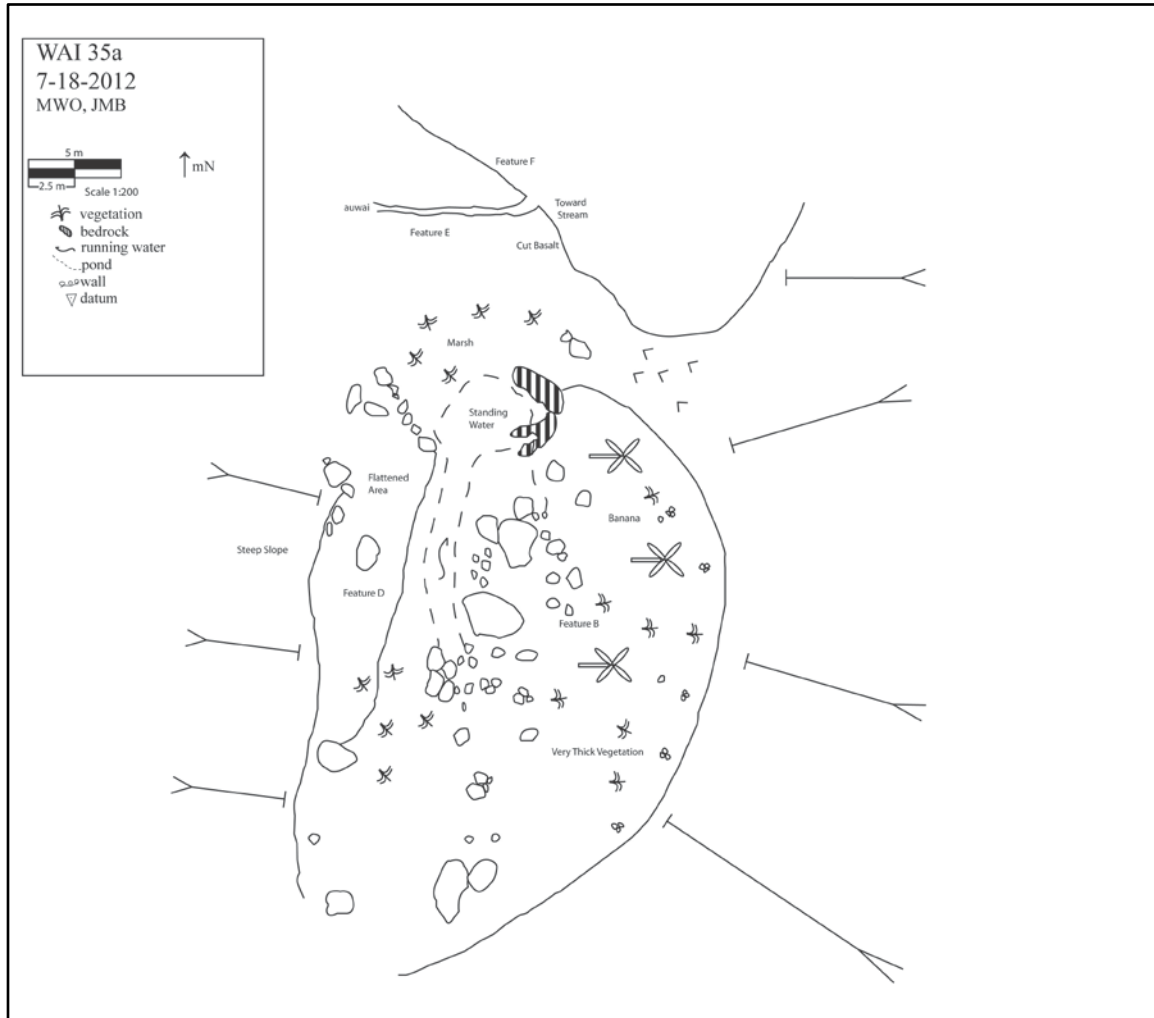 WAI 35a
7-18-2012
MWO, JMB
5 m
2.5 m
Scale 1:200
mN
vegetation
bedrock
running water
pond
wall
datum
Feature F
auwai
Toward
Stream
Feature E
Cut Basalt
Marsh
Standing
Water
Flattened
Area
Banana
Steep Slope
Feature D
Feature B
Very Thick Vegetation